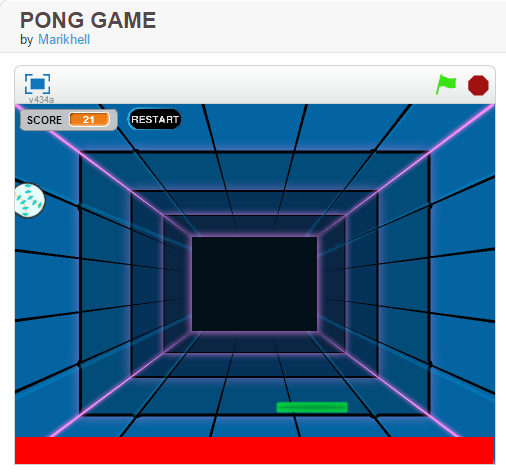 PONG GAME
by Marikhell
v434a
SCORE 21 RESTART